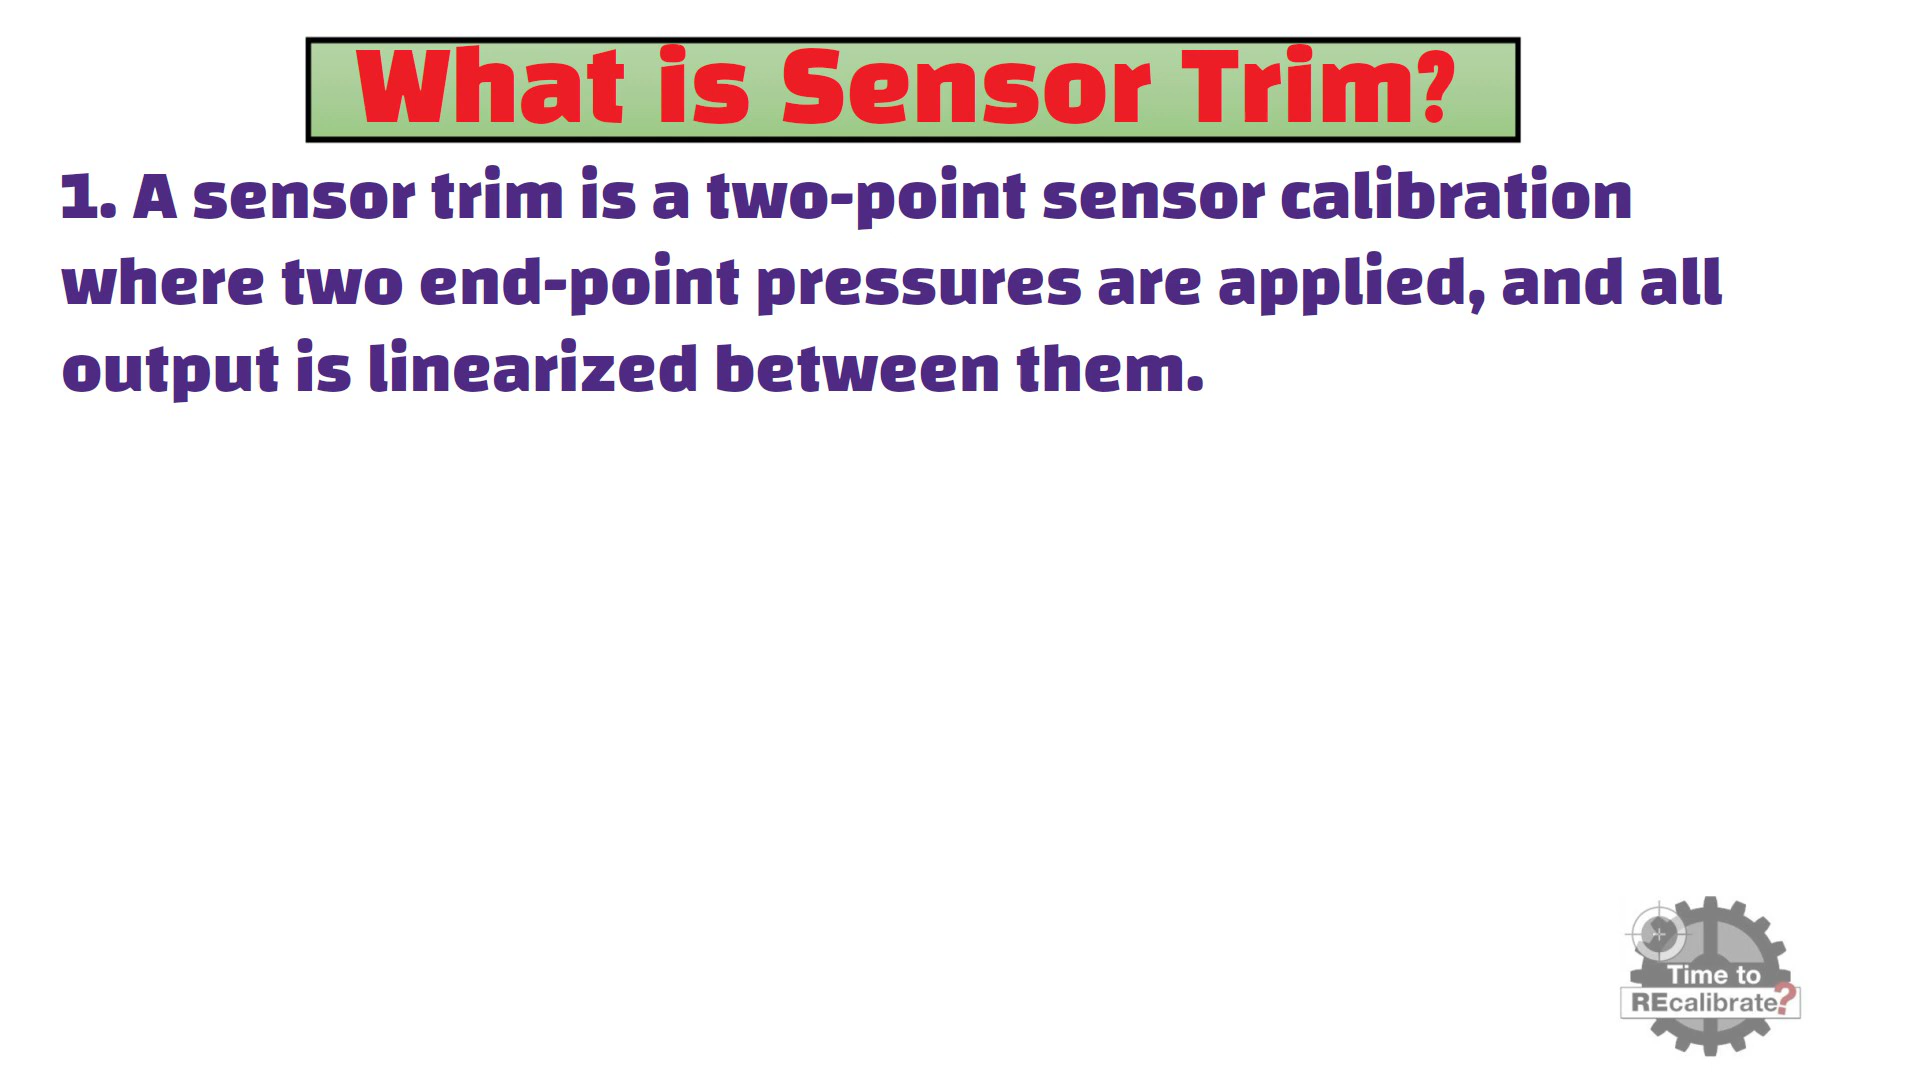 What is Sensor Trim?
1. A sensor trim is a two-point sensor calibration
where two end-point pressures are applied, and all
output is linearized between them.
Time to
REcalibrate?